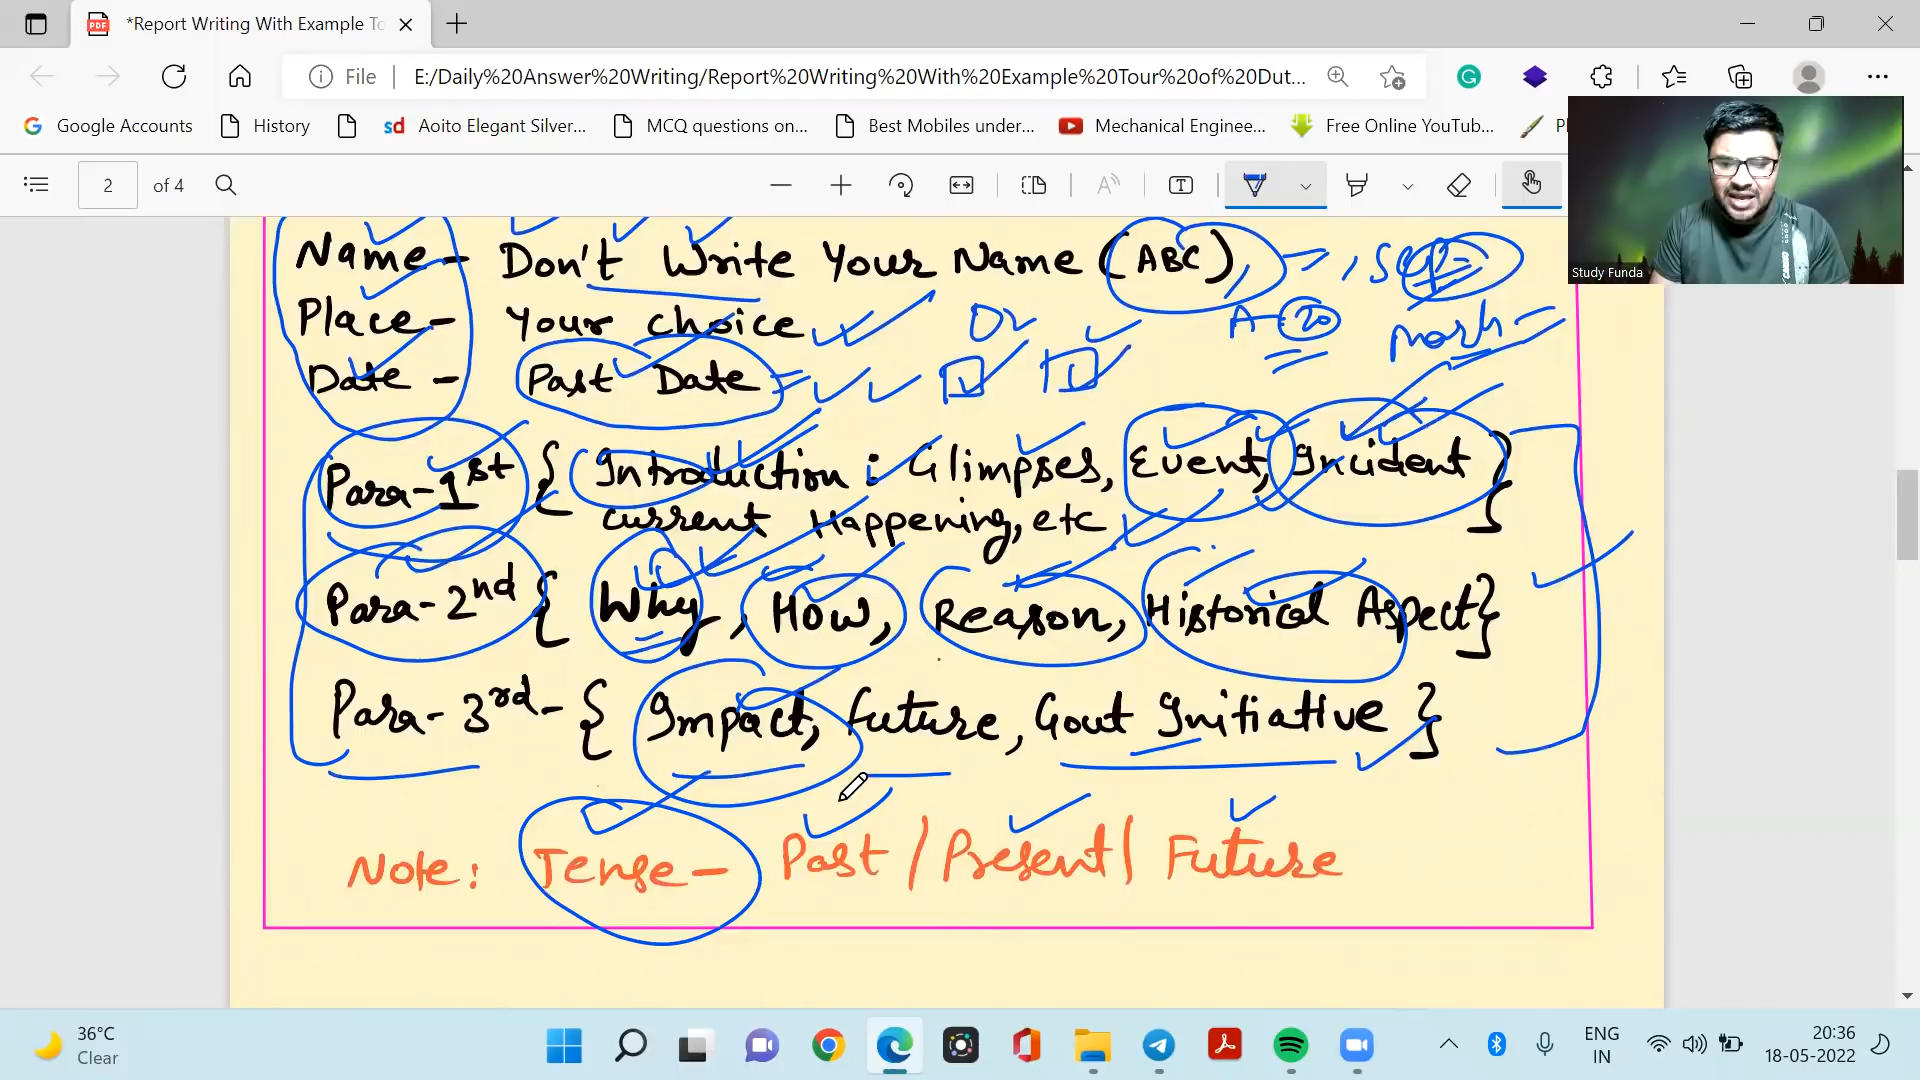 *Report Writing With Example To
File
E:/Daily%20Answer%20Writing/Report%20Writing%20With%20Example%20Tour%20of%20Dut...
Google Accounts
History
Aoito Elegant Silver...
MCQ questions on...
Best Mobiles under...
Mechanical Enginee...
Free Online YouTub...
2 of 4
Study Funda
Name - Don't Write Your Name (ABC),
Place - Your choice Or A - 20
Date - Past Date
Para-1st { Introduction : Glimpses, Event, Incident }
current Happening, etc
Para-2nd { Why, How, Reason, Historical Aspect }
Para-3rd - { Impact, future, Govt Initiative }
Note: Tense - Past / Present / Future
36°C
Clear
ENG
IN
20:36
18-05-2022